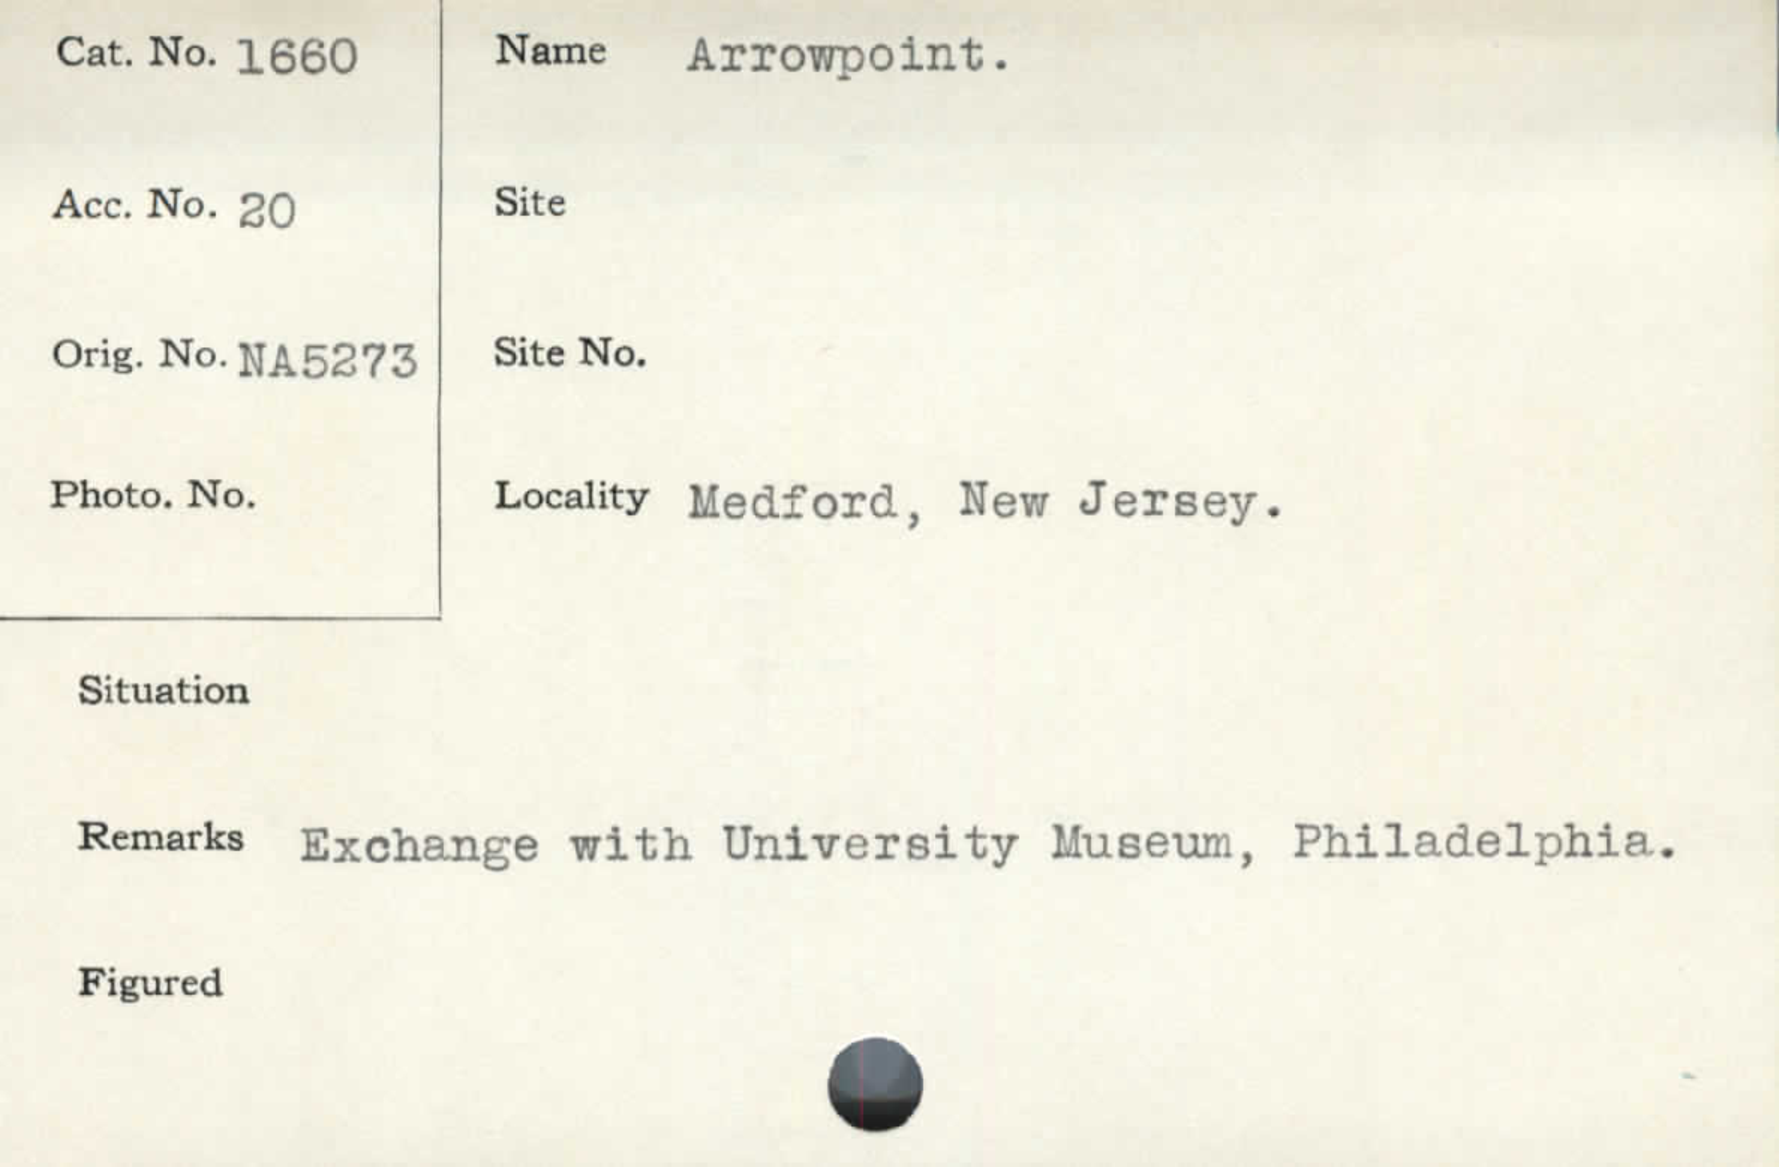 Cat. No. 1660
Name Arrowpoint.
Acc. No. 20
Site
Orig. No. NA5273
Site No.
Photo. No.
Locality Medford, New Jersey.
Situation
Remarks Exchange with University Museum, Philadelphia.
Figured